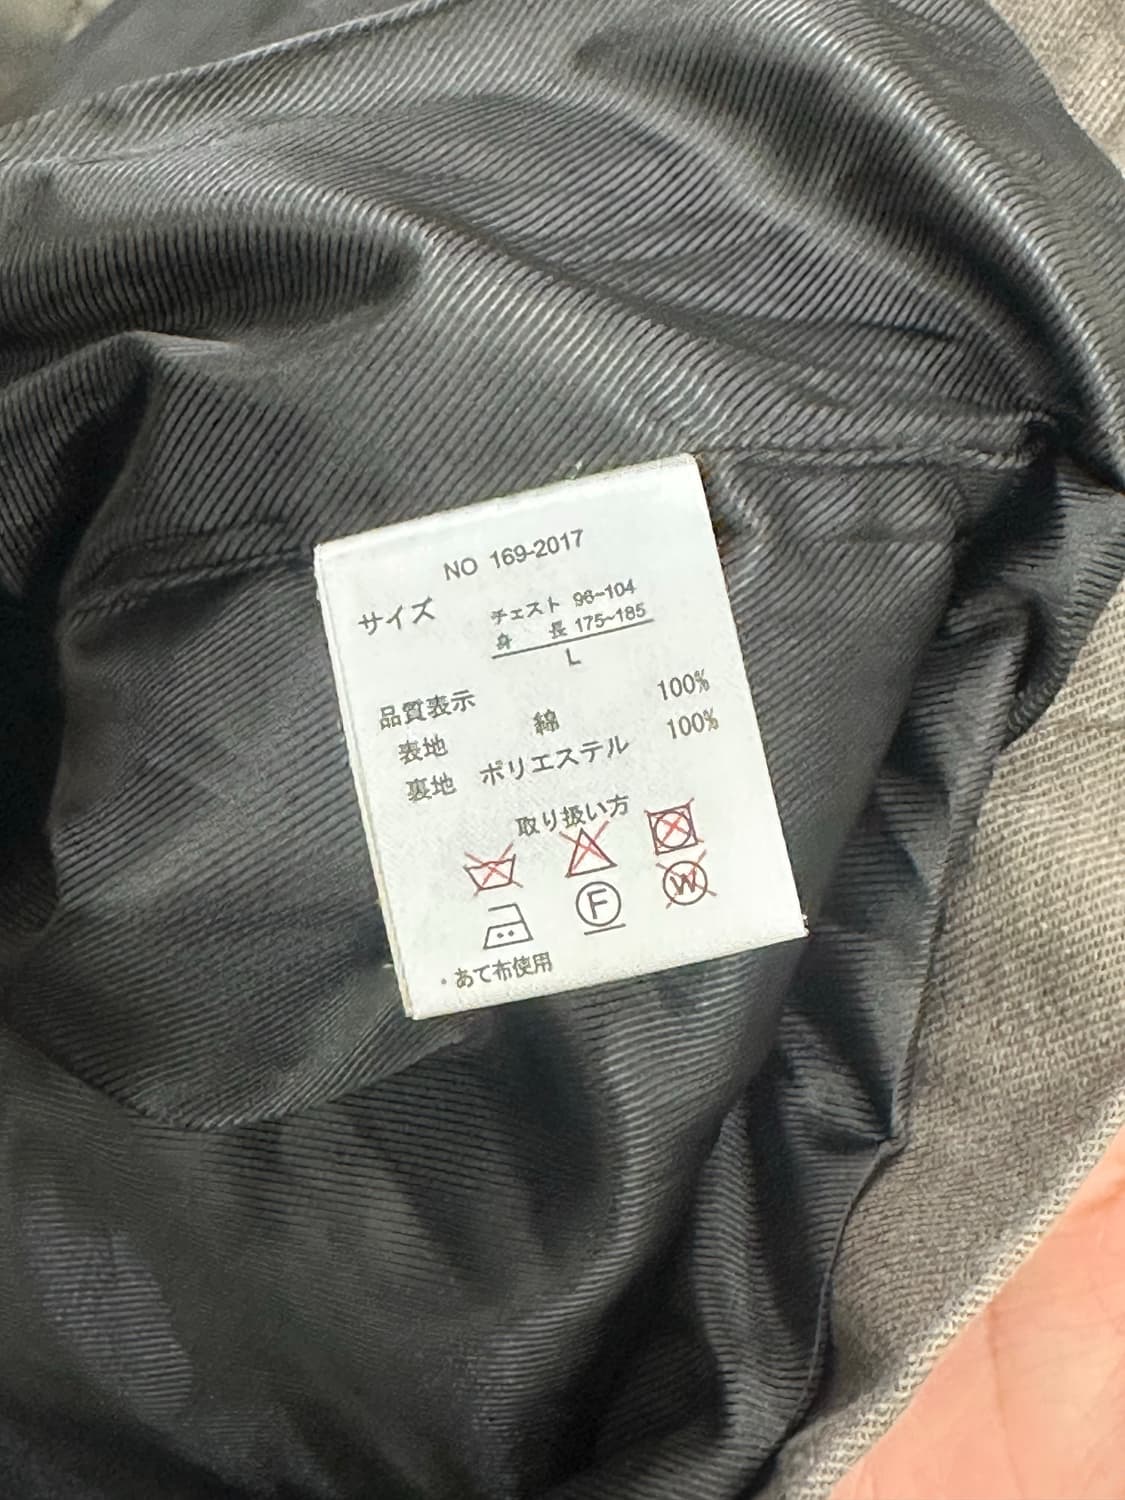 NO 169-2017
サイズ チェスト 96~104
身 長 175~185
L
品質表示
表地 綿 100%
裏地 ポリエステル 100%
取り扱い方
F W
・あて布使用